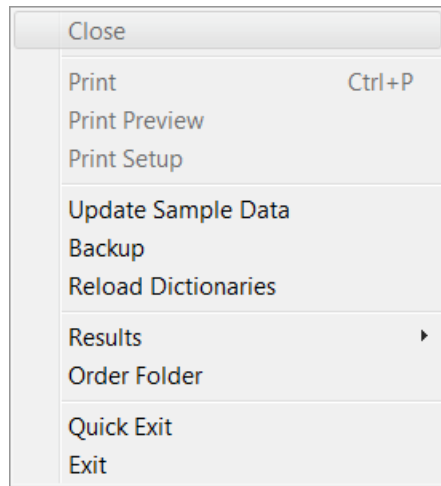 Close
Print Ctrl+P
Print Preview
Print Setup
Update Sample Data
Backup
Reload Dictionaries
Results
Order Folder
Quick Exit
Exit